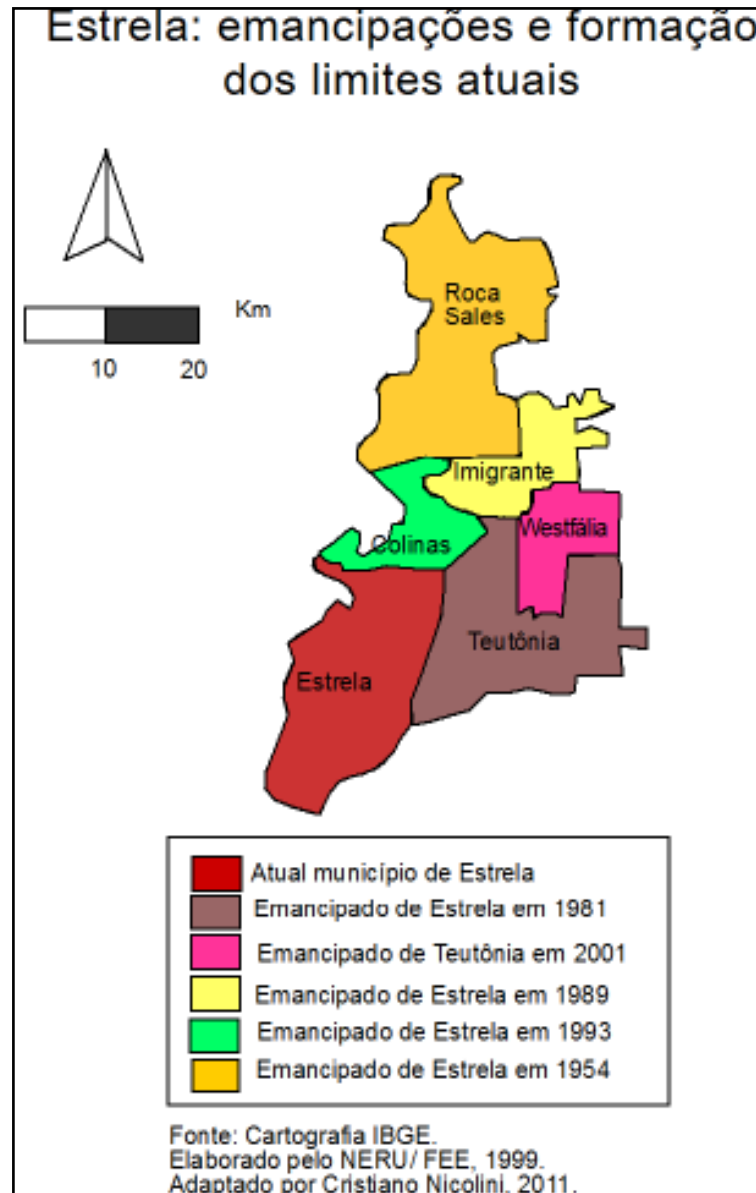 Estrela: emancipações e formação
dos limites atuais
Km
10 20
Roca
Sales
Imigrante
Westfália
Colinas
Teutônia
Estrela
Atual município de Estrela
Emancipado de Estrela em 1981
Emancipado de Teutônia em 2001
Emancipado de Estrela em 1989
Emancipado de Estrela em 1993
Emancipado de Estrela em 1954
Fonte: Cartografia IBGE.
Elaborado pelo NERU/ FEE, 1999.
Adaptado por Cristiano Nicolini, 2011.